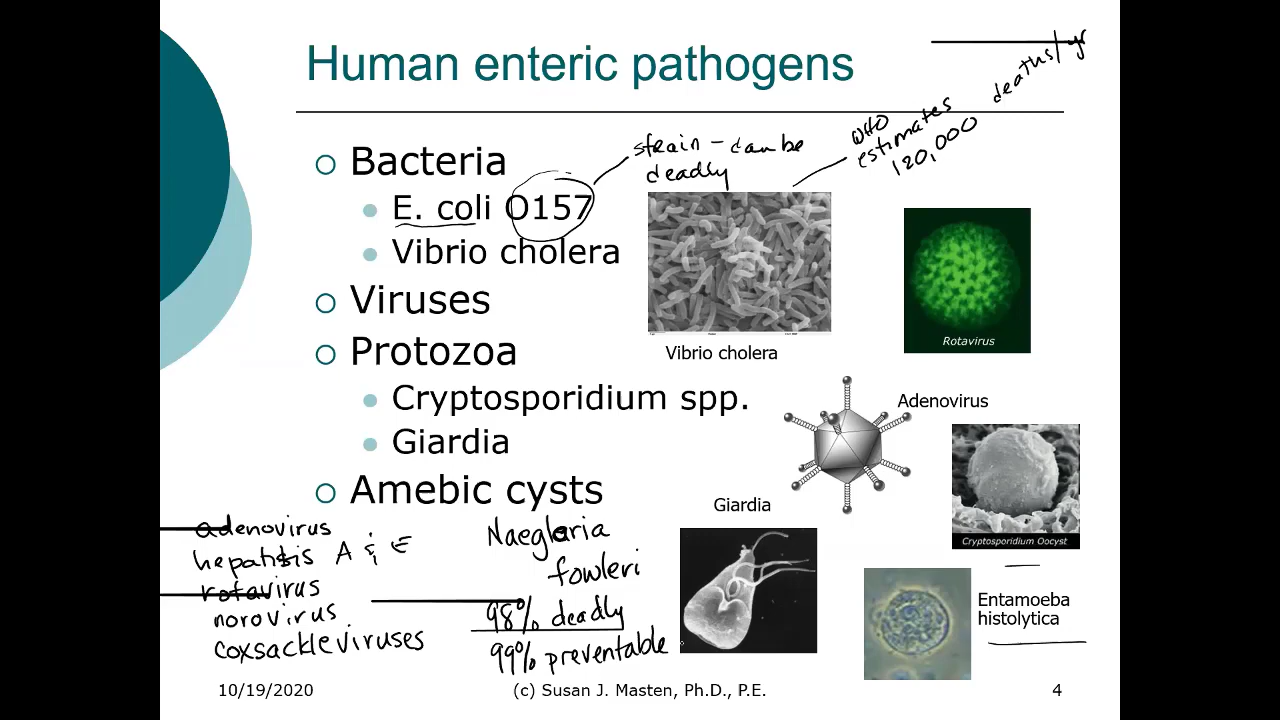 Human enteric pathogens
Bacteria
E. coli O157
Vibrio cholera
Viruses
Protozoa
Cryptosporidium spp.
Giardia
Amebic cysts
strain - can be
deadly
WHO
estimates
120,000
deaths/yr
Vibrio cholera
Rotavirus
Adenovirus
Cryptosporidium Oocyst
Giardia
Entamoeba
histolytica
adenovirus
hepatitis A & E
rotavirus
norovirus
coxsackleviruses
Naegleria
fowleri
98% deadly
99% preventable
10/19/2020
(c) Susan J. Masten, Ph.D., P.E.
4